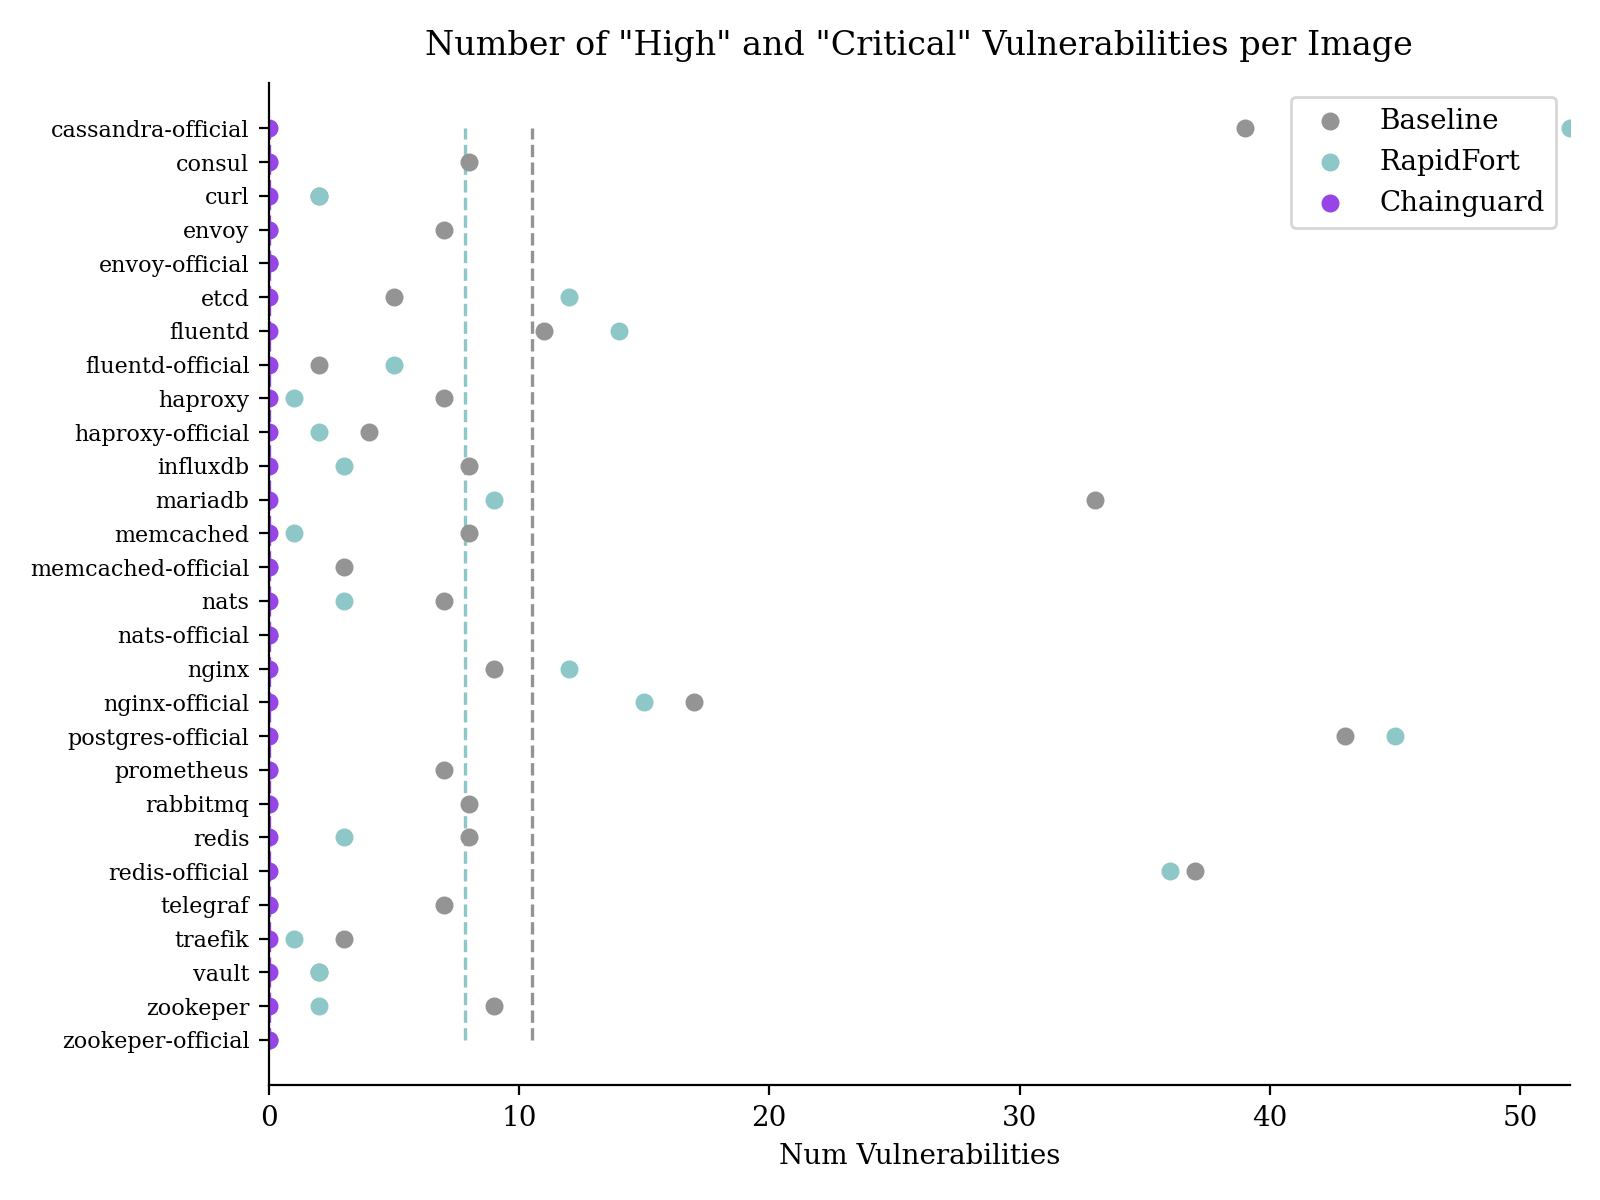 Number of "High" and "Critical" Vulnerabilities per Image
Baseline
RapidFort
Chainguard
cassandra-official
consul
curl
envoy
envoy-official
etcd
fluentd
fluentd-official
haproxy
haproxy-official
influxdb
mariadb
memcached
memcached-official
nats
nats-official
nginx
nginx-official
postgres-official
prometheus
rabbitmq
redis
redis-official
telegraf
traefik
vault
zookeper
zookeper-official
0 10 20 30 40 50
Num Vulnerabilities